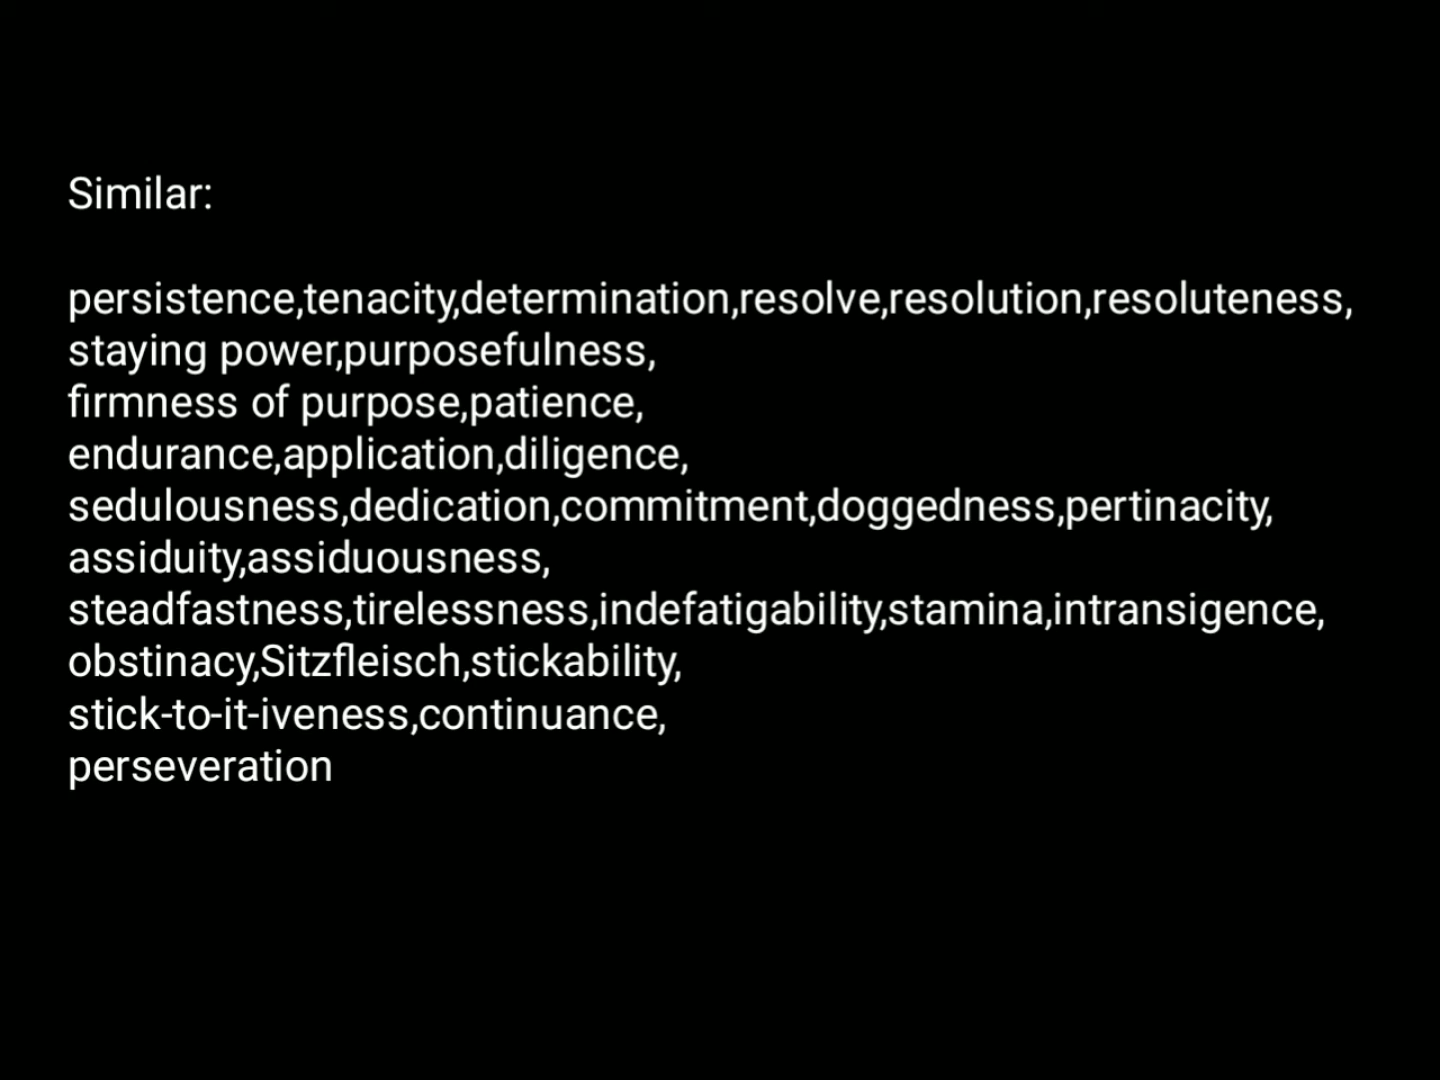 Similar:
persistence,tenacity,determination,resolve,resolution,resoluteness,
staying power,purposefulness,
firmness of purpose,patience,
endurance,application,diligence,
sedulousness,dedication,commitment,doggedness,pertinacity,
assiduity,assiduousness,
steadfastness,tirelessness,indefatigability,stamina,intransigence,
obstinacy,Sitzfleisch,stickability,
stick-to-it-iveness,continuance,
perseveration